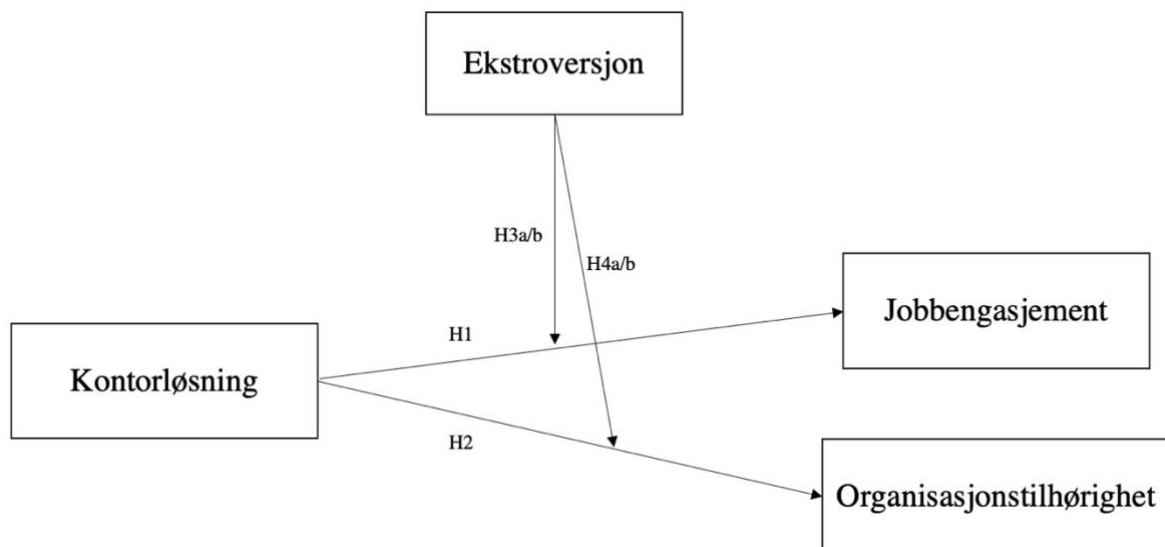 Ekstroversjon
H3a/b
H4a/b
Jobbengasjement
H1
Kontorløsning
H2
Organisasjonstilhørighet